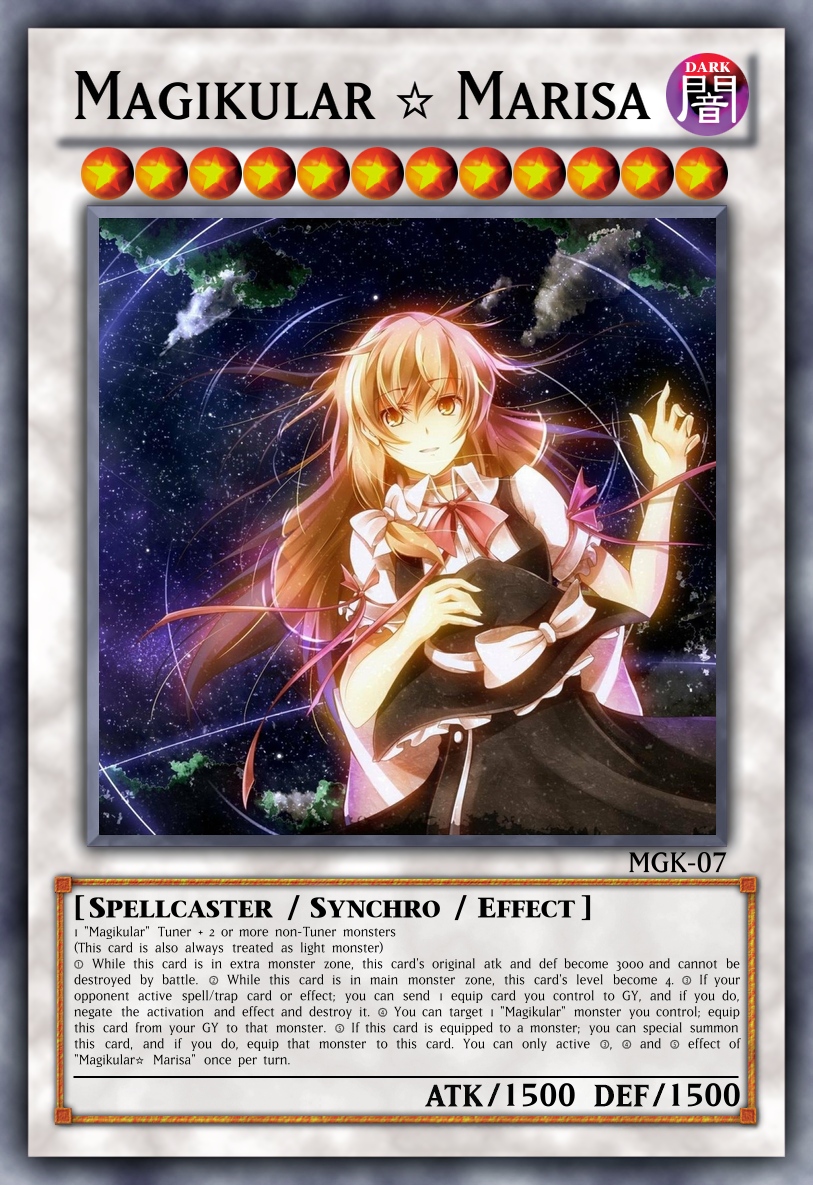 Magikular ☆ Marisa
DARK
闇
MGK-07
[Spellcaster / Synchro / Effect]
1 "Magikular" Tuner + 2 or more non-Tuner monsters
(This card is also always treated as light monster)
① While this card is in extra monster zone, this card's original atk and def become 3000 and cannot be
destroyed by battle. ② While this card is in main monster zone, this card's level become 4. ③ If your
opponent active spell/trap card or effect; you can send 1 equip card you control to GY, and if you do,
negate the activation and effect and destroy it. ④ You can target 1 "Magikular" monster you control; equip
this card from your GY to that monster. ⑤ If this card is equipped to a monster; you can special summon
this card, and if you do, equip that monster to this card. You can only active ③, ④ and ⑤ effect of
"Magikular☆ Marisa" once per turn.
ATK/1500 DEF/1500